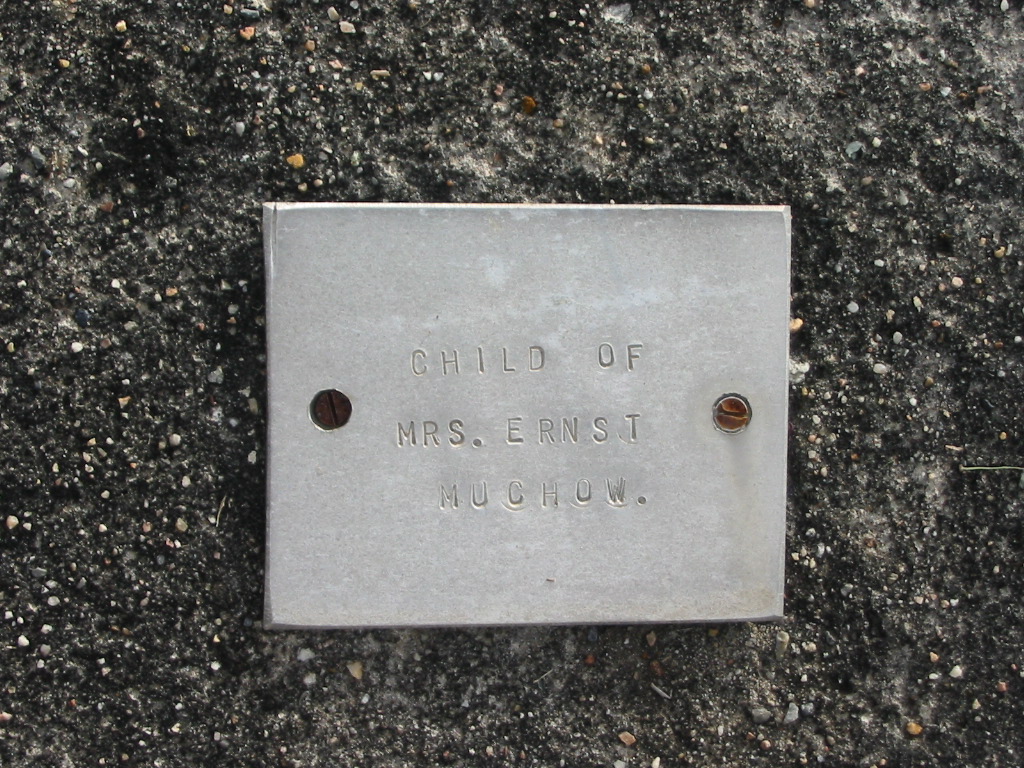 CHILD OF
MRS. ERNST
MUCHOW.